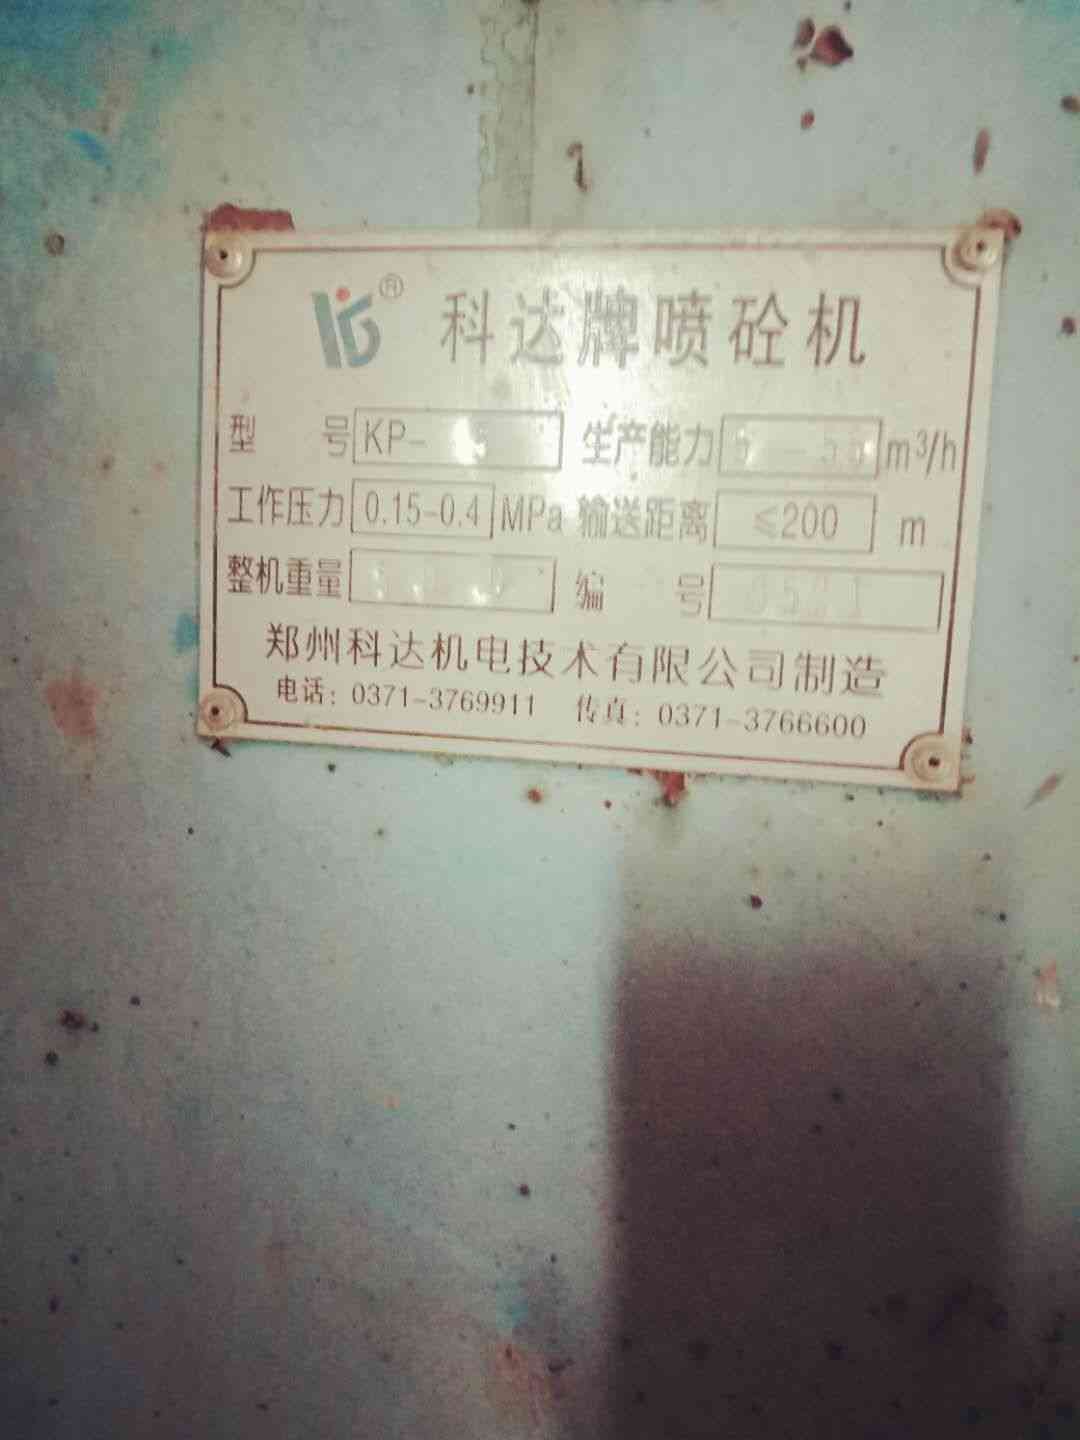 ® 科达牌喷砼机
型 号 KP- 生产能力 m³/h
工作压力 0.15-0.4 MPa 输送距离 ≤200 m
整机重量 编 号
郑州科达机电技术有限公司制造
电话: 0371-3769911 传真: 0371-3766600